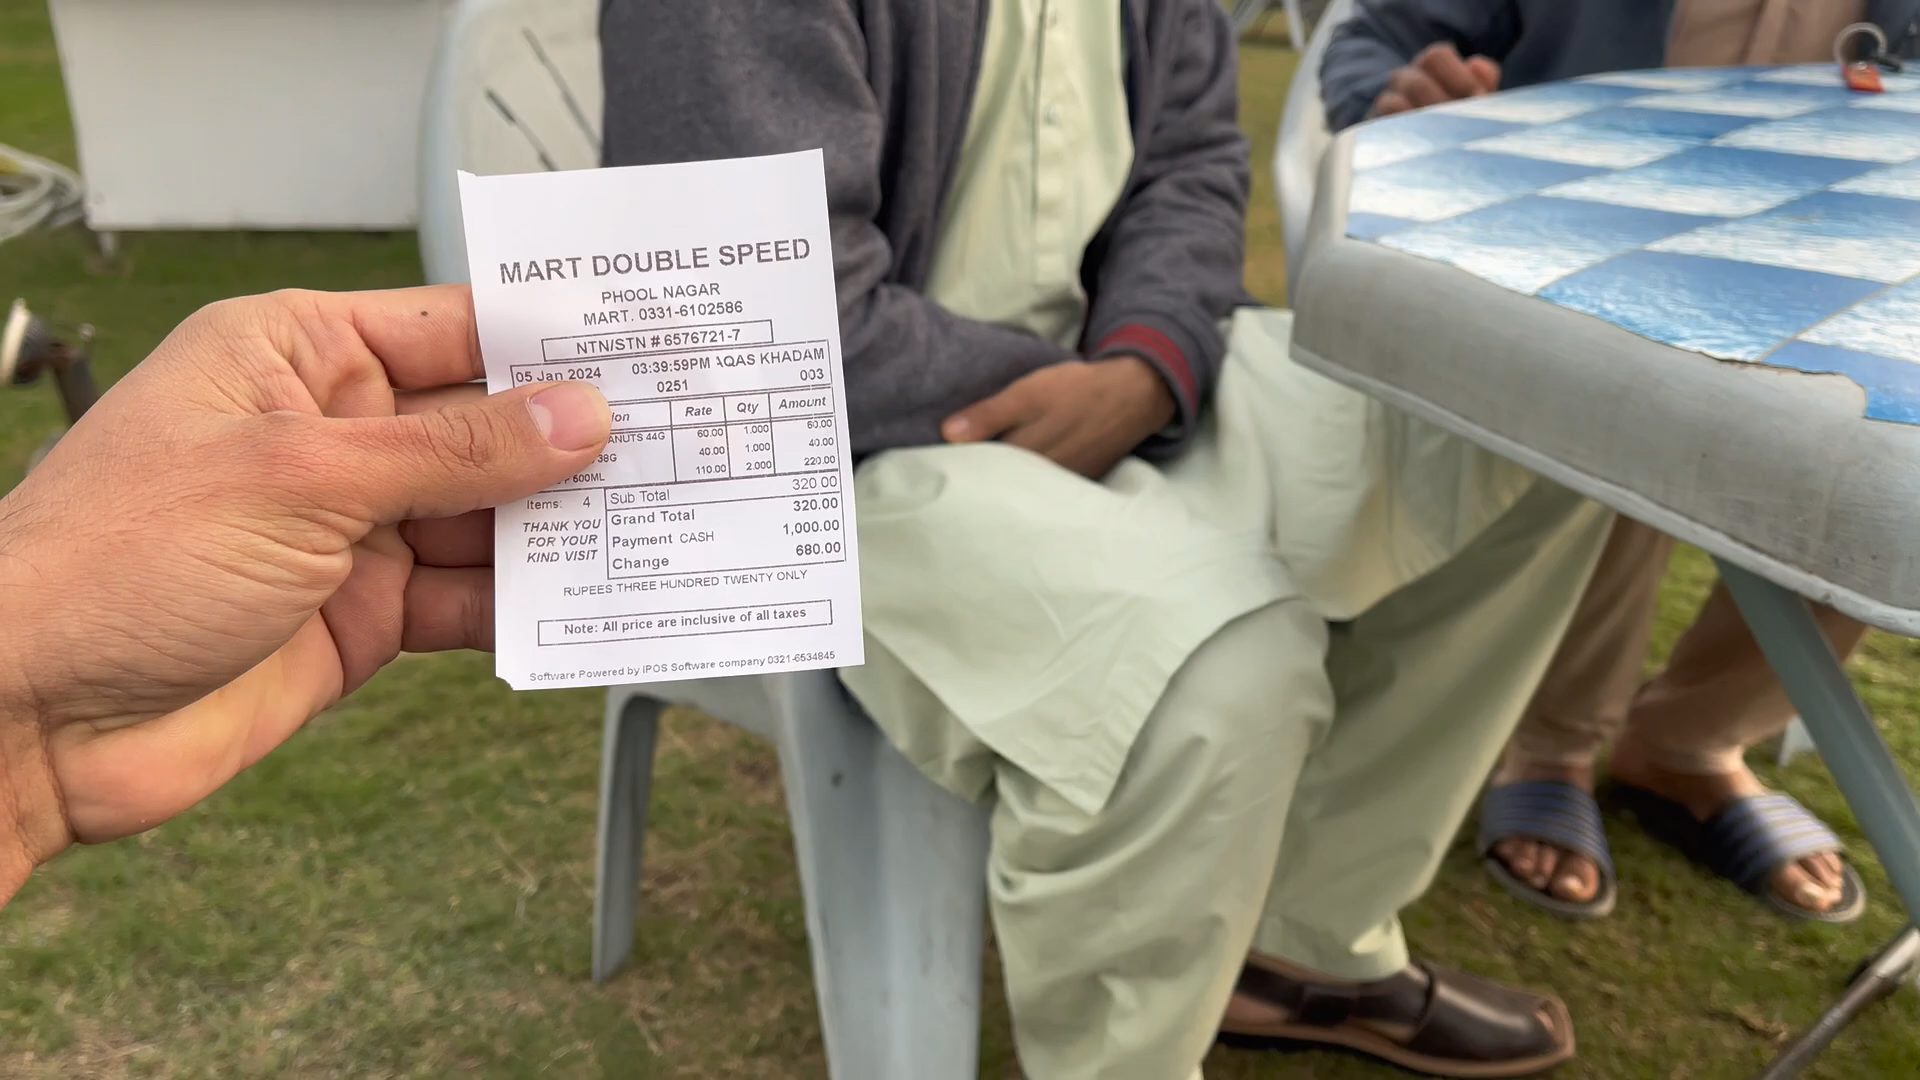 MART DOUBLE SPEED
PHOOL NAGAR
MART. 0331-6102586
NTN/STN # 6576721-7
05 Jan 2024 03:39:59PM AQAS KHADAM
0251 003
ion Rate Qty Amount
ANUTS 44G 60.00 1.000 60.00
38G 40.00 1.000 40.00
600ML 110.00 2.000 220.00
Items: 4 Sub Total 320.00
Grand Total 320.00
THANK YOU
FOR YOUR
KIND VISIT
Payment CASH 1,000.00
Change 680.00
RUPEES THREE HUNDRED TWENTY ONLY
Note: All price are inclusive of all taxes
Software Powered by IPOS Software company 0321-6534845